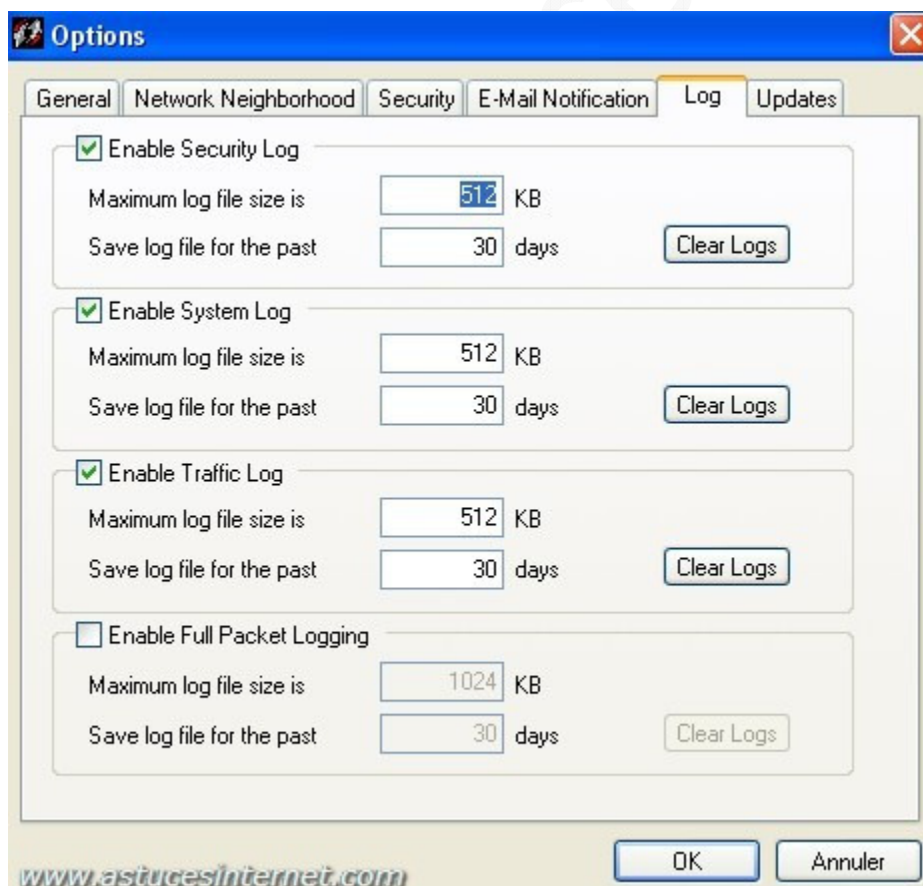 Options
General Network Neighborhood Security E-Mail Notification Log Updates
Enable Security Log
Maximum log file size is 512 KB
Save log file for the past 30 days Clear Logs
Enable System Log
Maximum log file size is 512 KB
Save log file for the past 30 days Clear Logs
Enable Traffic Log
Maximum log file size is 512 KB
Save log file for the past 30 days Clear Logs
Enable Full Packet Logging
Maximum log file size is 1024 KB
Save log file for the past 30 days Clear Logs
OK Annuler
www.astucesinternet.com